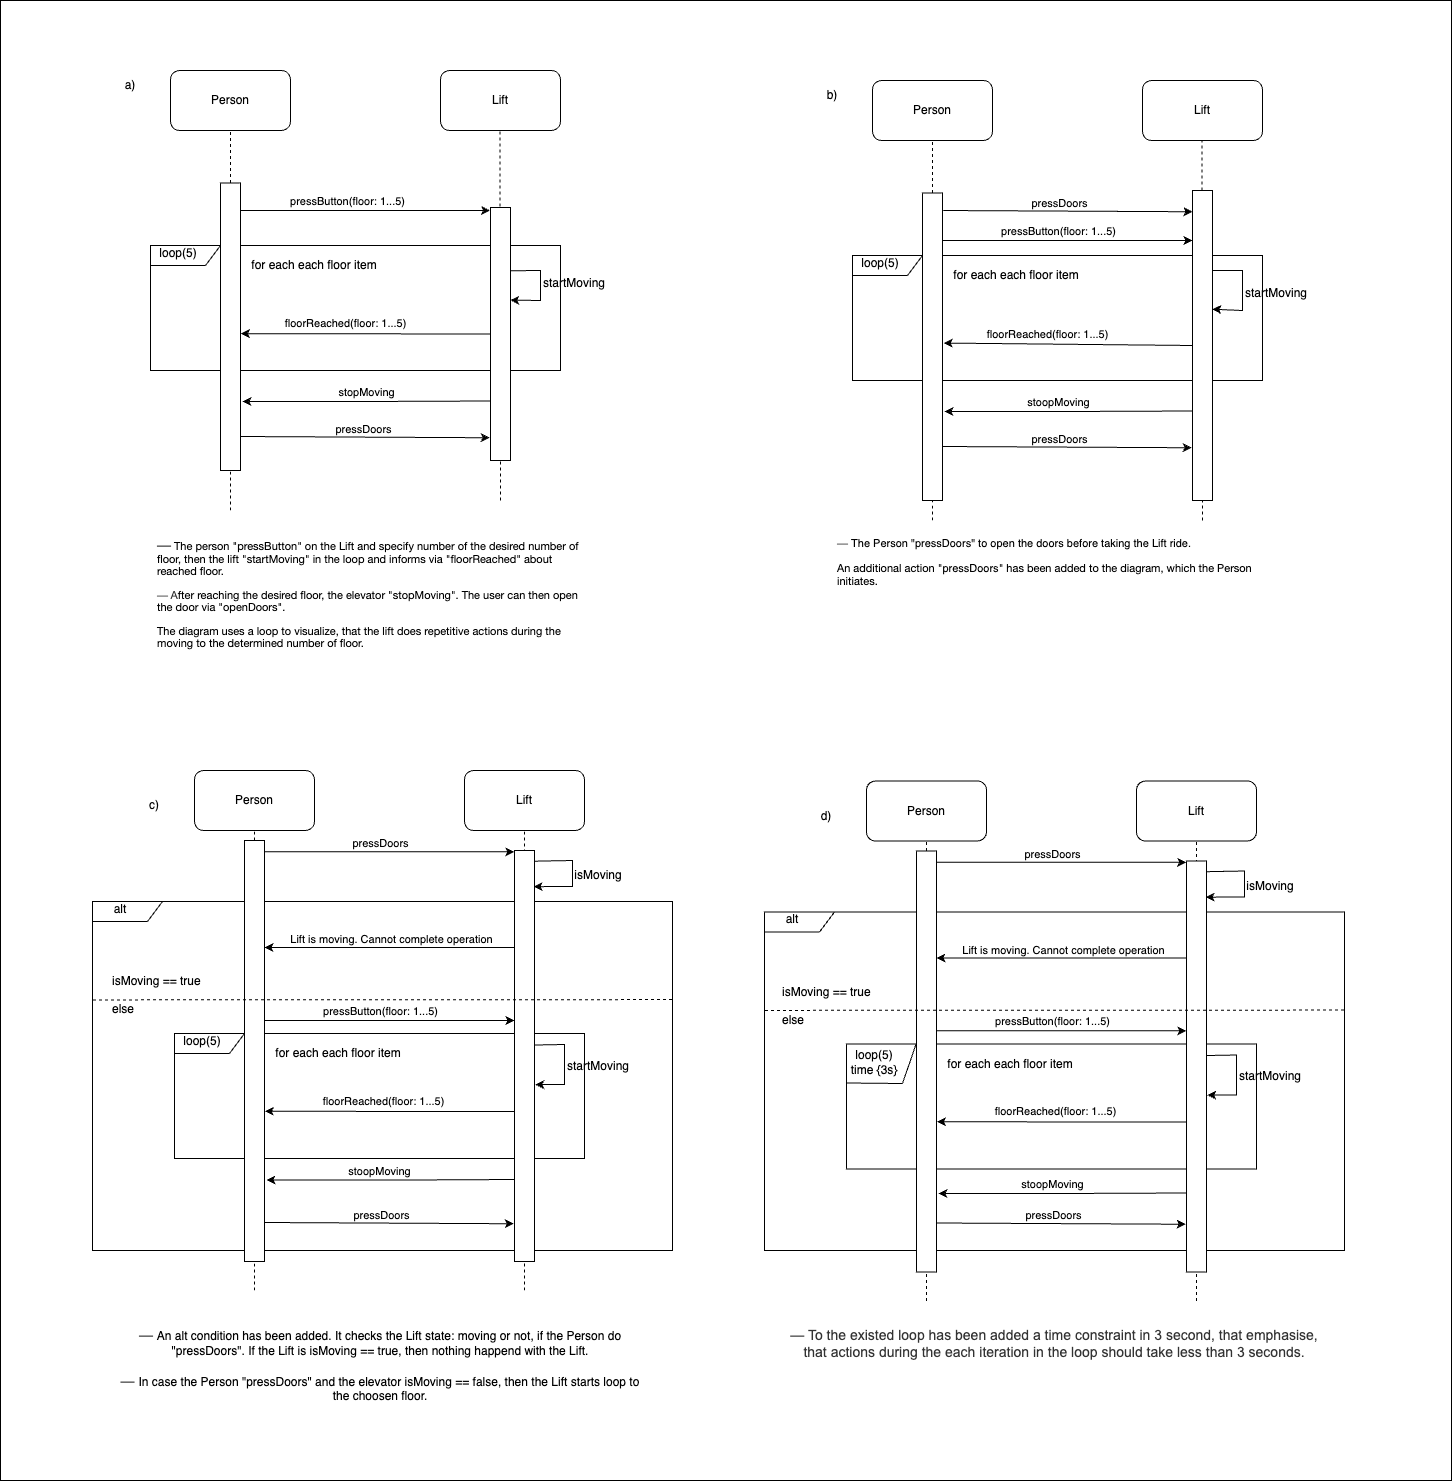 a)
Person
Lift
pressButton(floor: 1...5)
loop(5)
for each each floor item
startMoving
floorReached(floor: 1...5)
stopMoving
pressDoors
— The person "pressButton" on the Lift and specify number of the desired number of
floor, then the lift "startMoving" in the loop and informs via "floorReached" about
reached floor.
— After reaching the desired floor, the elevator "stopMoving". The user can then open
the door via "openDoors".
The diagram uses a loop to visualize, that the lift does repetitive actions during the
moving to the determined number of floor.
b)
Person
Lift
pressDoors
pressButton(floor: 1...5)
loop(5)
for each each floor item
startMoving
floorReached(floor: 1...5)
stoopMoving
pressDoors
— The Person "pressDoors" to open the doors before taking the Lift ride.
An additional action "pressDoors" has been added to the diagram, which the Person
initiates.
c)
Person
Lift
pressDoors
isMoving
alt
Lift is moving. Cannot complete operation
isMoving == true
else
pressButton(floor: 1...5)
loop(5)
for each each floor item
startMoving
floorReached(floor: 1...5)
stoopMoving
pressDoors
— An alt condition has been added. It checks the Lift state: moving or not, if the Person do
"pressDoors". If the Lift is isMoving == true, then nothing happend with the Lift.
— In case the Person "pressDoors" and the elevator isMoving == false, then the Lift starts loop to
the choosen floor.
d)
Person
Lift
pressDoors
isMoving
alt
Lift is moving. Cannot complete operation
isMoving == true
else
pressButton(floor: 1...5)
loop(5)
time {3s}
for each each floor item
startMoving
floorReached(floor: 1...5)
stoopMoving
pressDoors
— To the existed loop has been added a time constraint in 3 second, that emphasise,
that actions during the each iteration in the loop should take less than 3 seconds.